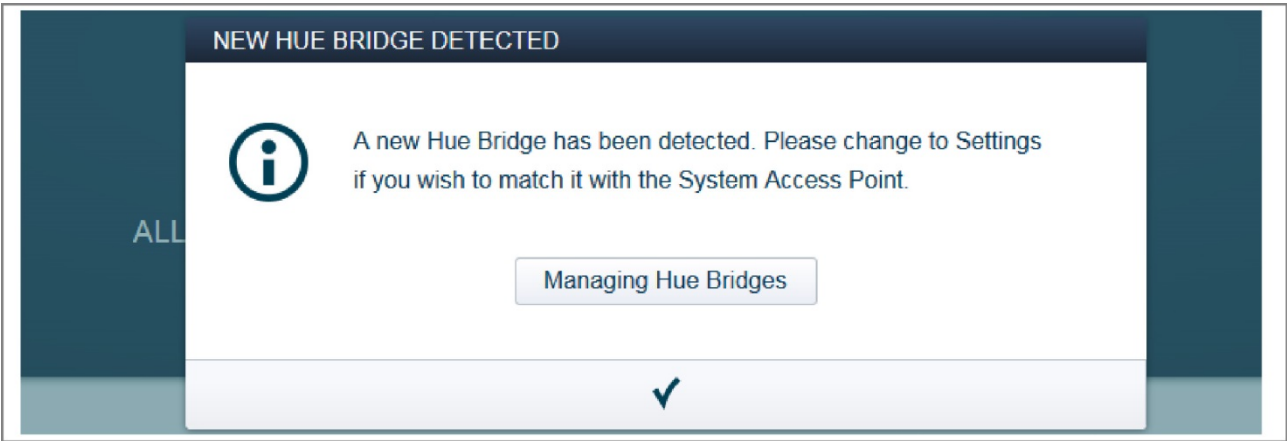 NEW HUE BRIDGE DETECTED
A new Hue Bridge has been detected. Please change to Settings
if you wish to match it with the System Access Point.
ALL
Managing Hue Bridges